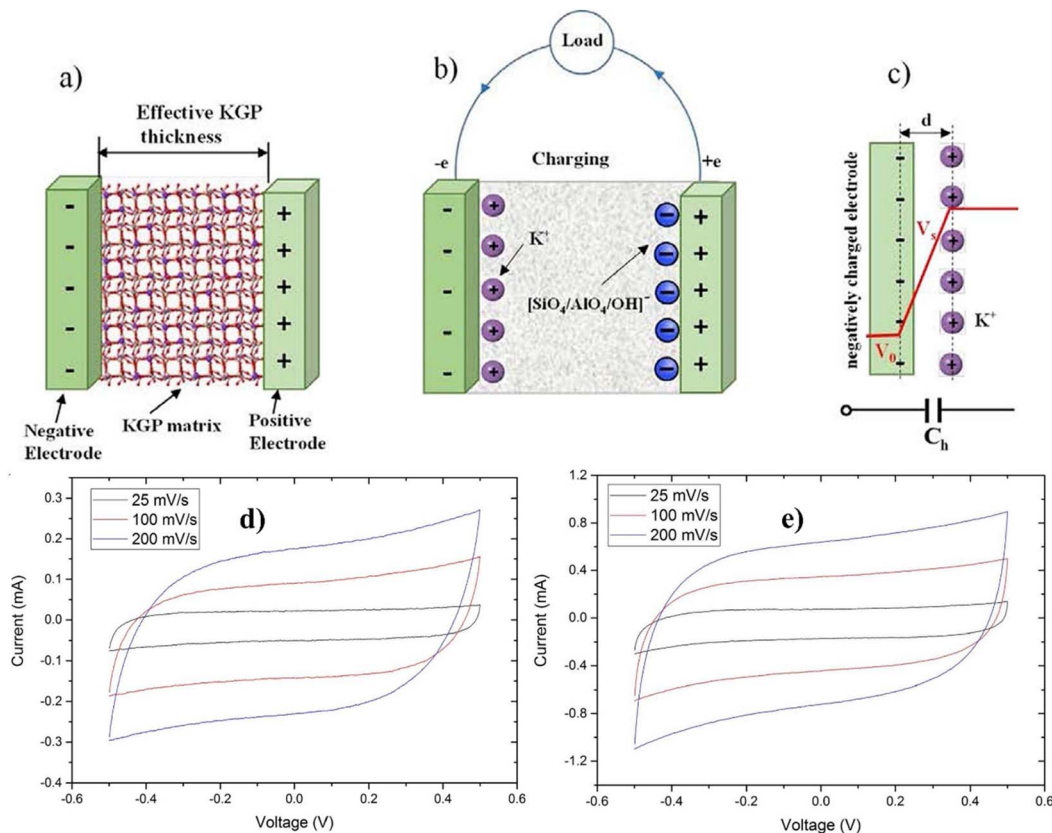 a)
Effective KGP
thickness
-
-
-
-
-
+
+
+
+
+
Negative
Electrode
KGP matrix
Positive
Electrode
b)
Load
-e
Charging
+e
K⁺
[SiO₄/AlO₄/OH]⁻
-
-
-
-
-
+
+
+
+
+
−
−
−
−
−
+
+
+
+
+
c)
d
negatively charged electrode
-
-
-
-
-
-
+
+
+
+
+
+
Vₛ
V₀
K⁺
Cₕ
d)
25 mV/s
100 mV/s
200 mV/s
Current (mA)
0.3
0.2
0.1
0.0
-0.1
-0.2
-0.3
-0.4
-0.6 -0.4 -0.2 0.0 0.2 0.4 0.6
Voltage (V)
e)
25 mV/s
100 mV/s
200 mV/s
Current (mA)
1.2
0.8
0.4
0.0
-0.4
-0.8
-1.2
-0.6 -0.4 -0.2 0.0 0.2 0.4 0.6
Voltage (V)